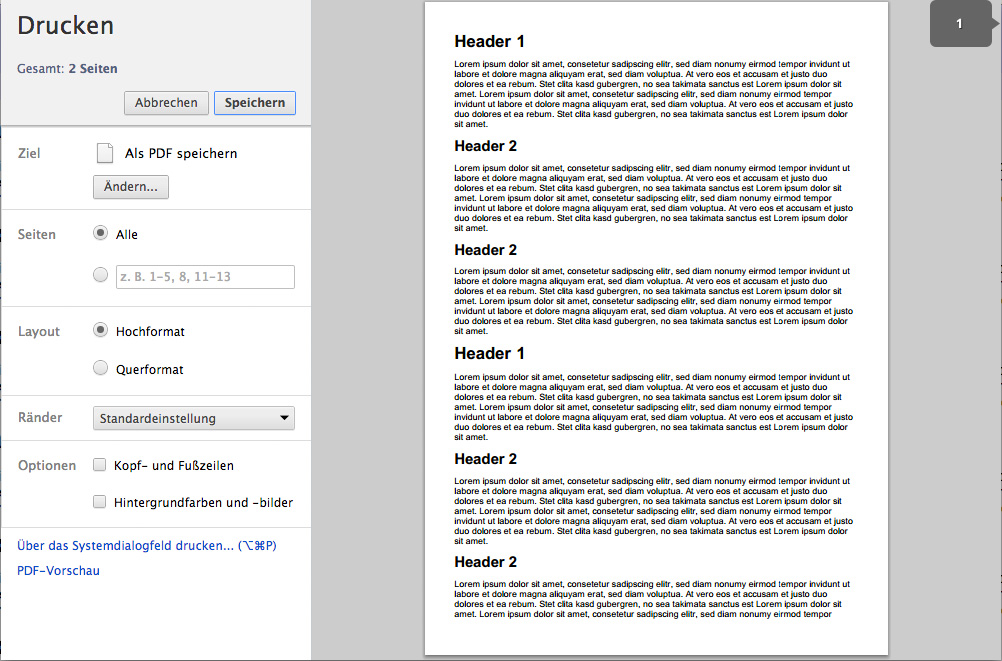 Drucken
Gesamt: 2 Seiten
Abbrechen Speichern
Ziel Als PDF speichern
Ändern...
Seiten Alle
z. B. 1–5, 8, 11–13
Layout Hochformat
Querformat
Ränder Standardeinstellung
Optionen Kopf- und Fußzeilen
Hintergrundfarben und -bilder
Über das Systemdialogfeld drucken... (⌥⌘P)
PDF-Vorschau
Header 1
Lorem ipsum dolor sit amet, consetetur sadipscing elitr, sed diam nonumy eirmod tempor invidunt ut
labore et dolore magna aliquyam erat, sed diam voluptua. At vero eos et accusam et justo duo
dolores et ea rebum. Stet clita kasd gubergren, no sea takimata sanctus est Lorem ipsum dolor sit
amet. Lorem ipsum dolor sit amet, consetetur sadipscing elitr, sed diam nonumy eirmod tempor
invidunt ut labore et dolore magna aliquyam erat, sed diam voluptua. At vero eos et accusam et justo
duo dolores et ea rebum. Stet clita kasd gubergren, no sea takimata sanctus est Lorem ipsum dolor
sit amet.
Header 2
Lorem ipsum dolor sit amet, consetetur sadipscing elitr, sed diam nonumy eirmod tempor invidunt ut
labore et dolore magna aliquyam erat, sed diam voluptua. At vero eos et accusam et justo duo
dolores et ea rebum. Stet clita kasd gubergren, no sea takimata sanctus est Lorem ipsum dolor sit
amet. Lorem ipsum dolor sit amet, consetetur sadipscing elitr, sed diam nonumy eirmod tempor
invidunt ut labore et dolore magna aliquyam erat, sed diam voluptua. At vero eos et accusam et justo
duo dolores et ea rebum. Stet clita kasd gubergren, no sea takimata sanctus est Lorem ipsum dolor
sit amet.
Header 2
Lorem ipsum dolor sit amet, consetetur sadipscing elitr, sed diam nonumy eirmod tempor invidunt ut
labore et dolore magna aliquyam erat, sed diam voluptua. At vero eos et accusam et justo duo
dolores et ea rebum. Stet clita kasd gubergren, no sea takimata sanctus est Lorem ipsum dolor sit
amet. Lorem ipsum dolor sit amet, consetetur sadipscing elitr, sed diam nonumy eirmod tempor
invidunt ut labore et dolore magna aliquyam erat, sed diam voluptua. At vero eos et accusam et justo
duo dolores et ea rebum. Stet clita kasd gubergren, no sea takimata sanctus est Lorem ipsum dolor
sit amet.
Header 1
Lorem ipsum dolor sit amet, consetetur sadipscing elitr, sed diam nonumy eirmod tempor invidunt ut
labore et dolore magna aliquyam erat, sed diam voluptua. At vero eos et accusam et justo duo
dolores et ea rebum. Stet clita kasd gubergren, no sea takimata sanctus est Lorem ipsum dolor sit
amet. Lorem ipsum dolor sit amet, consetetur sadipscing elitr, sed diam nonumy eirmod tempor
invidunt ut labore et dolore magna aliquyam erat, sed diam voluptua. At vero eos et accusam et justo
duo dolores et ea rebum. Stet clita kasd gubergren, no sea takimata sanctus est Lorem ipsum dolor
sit amet.
Header 2
Lorem ipsum dolor sit amet, consetetur sadipscing elitr, sed diam nonumy eirmod tempor invidunt ut
labore et dolore magna aliquyam erat, sed diam voluptua. At vero eos et accusam et justo duo
dolores et ea rebum. Stet clita kasd gubergren, no sea takimata sanctus est Lorem ipsum dolor sit
amet. Lorem ipsum dolor sit amet, consetetur sadipscing elitr, sed diam nonumy eirmod tempor
invidunt ut labore et dolore magna aliquyam erat, sed diam voluptua. At vero eos et accusam et justo
duo dolores et ea rebum. Stet clita kasd gubergren, no sea takimata sanctus est Lorem ipsum dolor
sit amet.
Header 2
Lorem ipsum dolor sit amet, consetetur sadipscing elitr, sed diam nonumy eirmod tempor invidunt ut
labore et dolore magna aliquyam erat, sed diam voluptua. At vero eos et accusam et justo duo
dolores et ea rebum. Stet clita kasd gubergren, no sea takimata sanctus est Lorem ipsum dolor sit
amet. Lorem ipsum dolor sit amet, consetetur sadipscing elitr, sed diam nonumy eirmod tempor
1